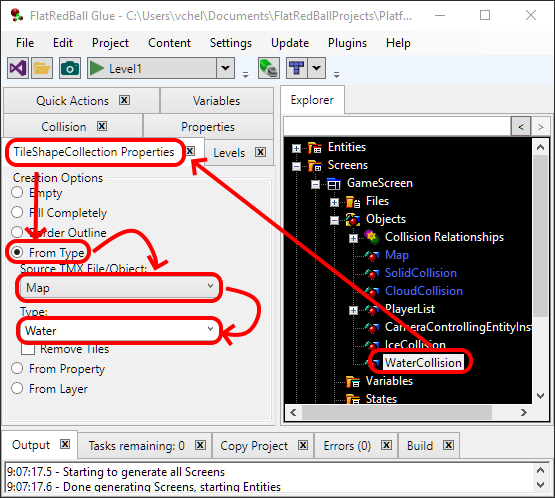 FlatRedBall Glue - C:\Users\vchel\Documents\FlatRedBallProjects\Platf...
File Edit Project Content Settings Update Plugins Help
Level1
Quick Actions Variables
Collision Properties
TileShapeCollection Properties Levels
Creation Options
Empty
Fill Completely
Border Outline
From Type
Source TMX File/Object:
Map
Type:
Water
Remove Tiles
From Property
From Layer
Explorer
< >
Entities
Screens
GameScreen
Files
Objects
Collision Relationships
Map
SolidCollision
CloudCollision
PlayerList
CameraControllingEntityInst
IceCollision
WaterCollision
Variables
States
Output Tasks remaining: 0 Copy Project Errors (0) Build
9:07:17.5 - Starting to generate all Screens
9:07:17.6 - Done generating Screens, starting Entities